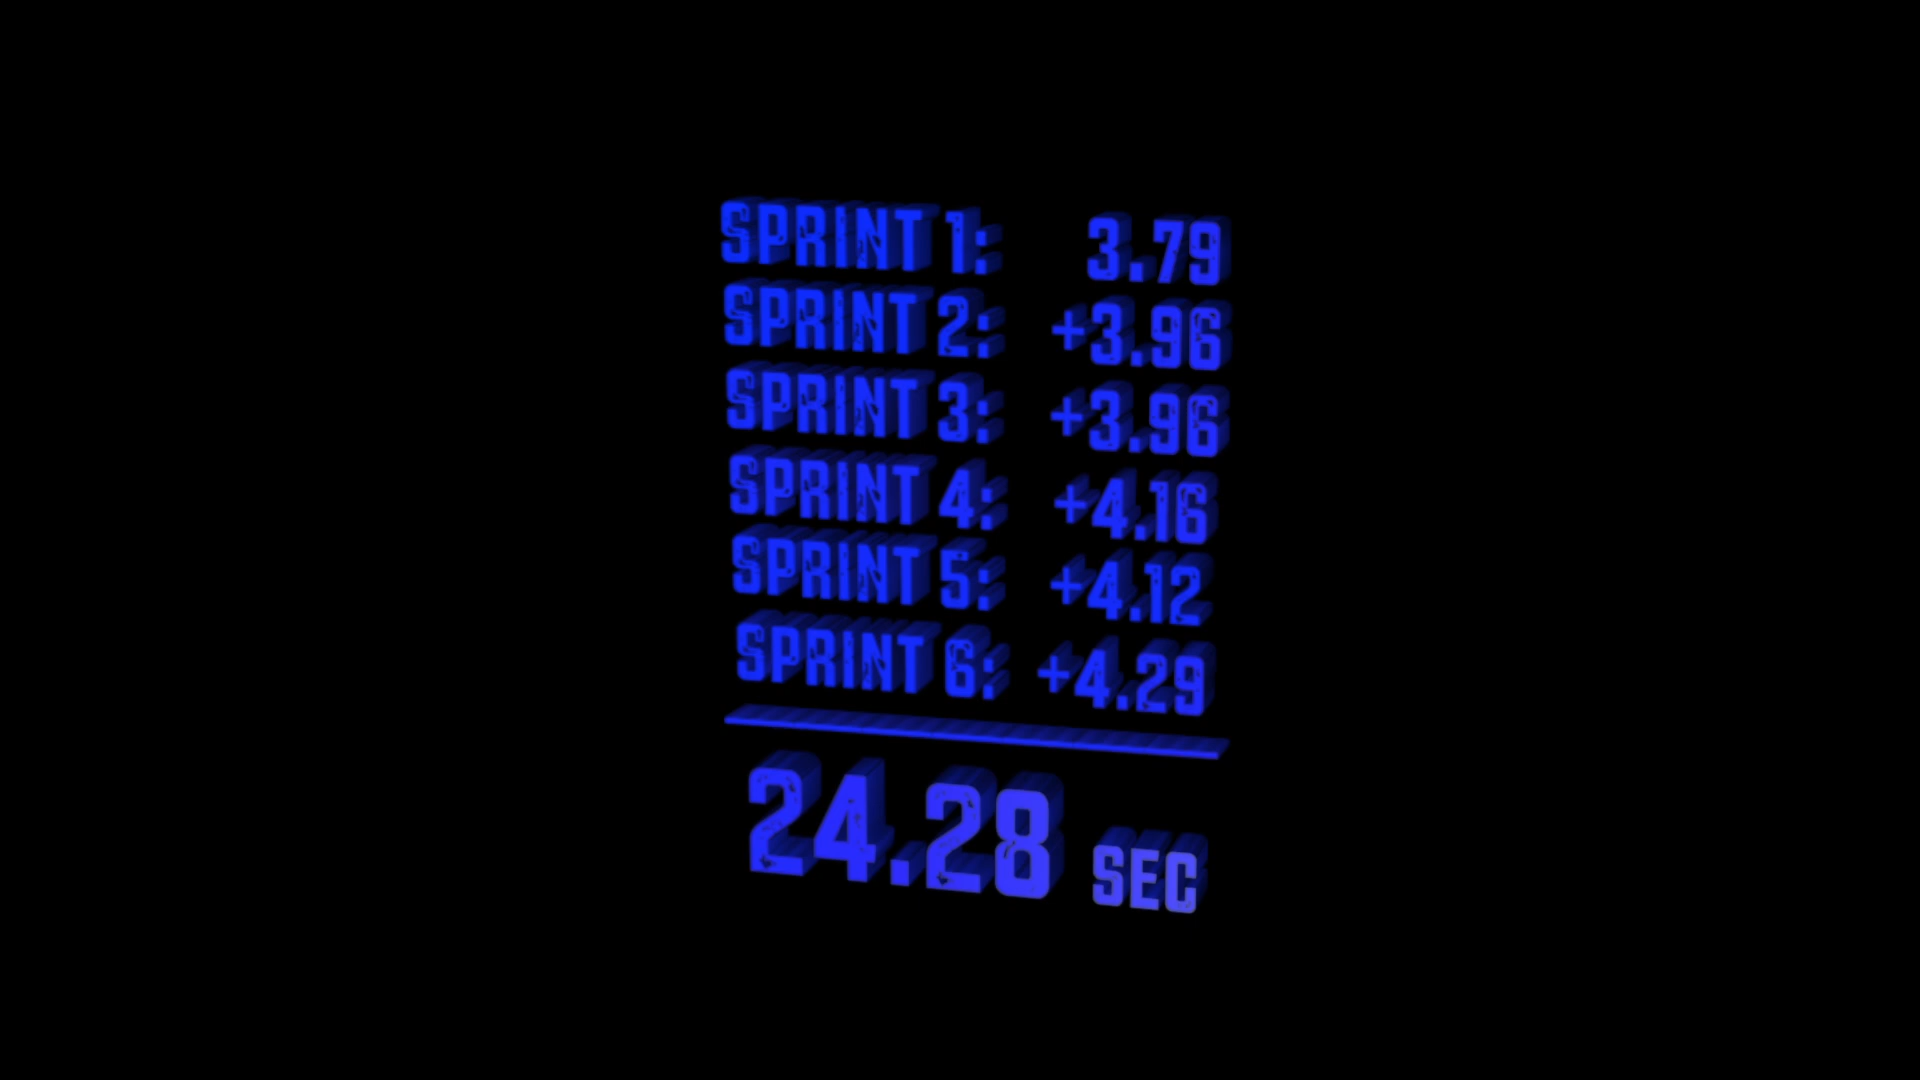 SPRINT 1: 3.79
SPRINT 2: +3.96
SPRINT 3: +3.96
SPRINT 4: +4.16
SPRINT 5: +4.12
SPRINT 6: +4.29
24.28 SEC